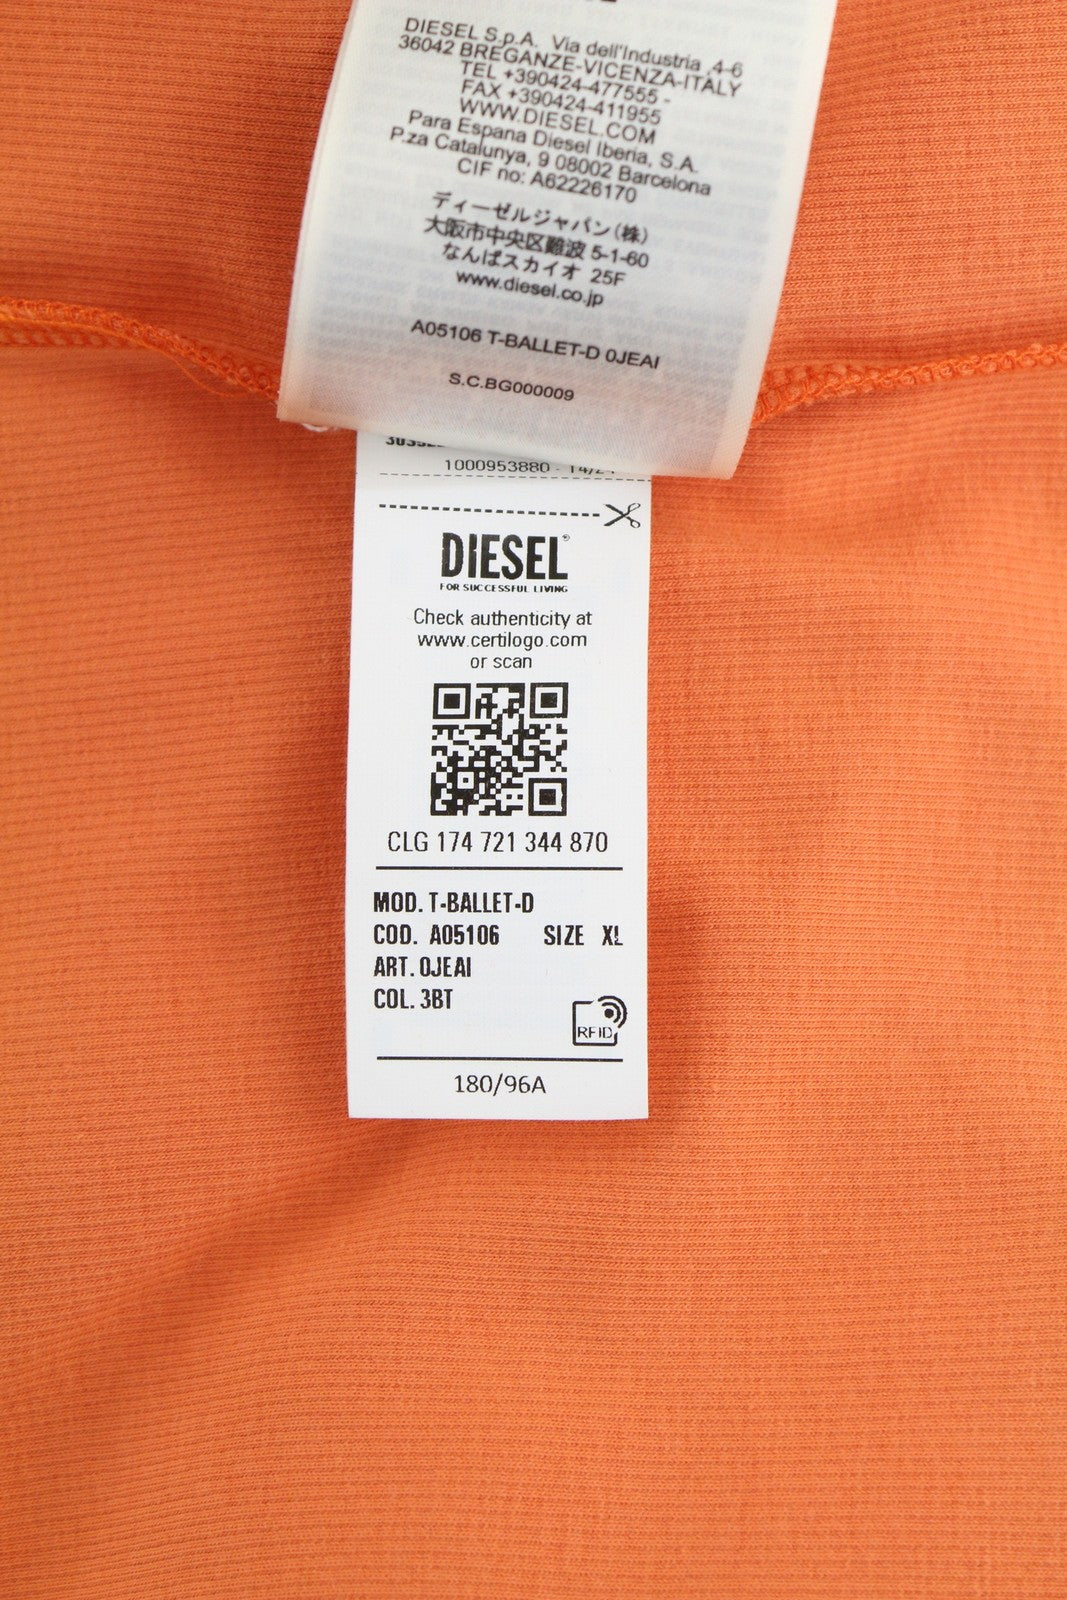 DIESEL S.p.A. Via dell'Industria ,4-6
36042 BREGANZE-VICENZA-ITALY
TEL +390424-477555 -
FAX +390424-411955
WWW.DIESEL.COM
Para Espana Diesel Iberia, S.A.
P.za Catalunya, 9 08002 Barcelona
CIF no: A62226170
ディーゼルジャパン(株)
大阪市中央区難波 5-1-60
なんばスカイオ 25F
www.diesel.co.jp
A05106 T-BALLET-D 0JEAI
S.C.BG000009
1000953880 - 14/
DIESEL
FOR SUCCESSFUL LIVING
Check authenticity at
www.certilogo.com
or scan
CLG 174 721 344 870
MOD. T-BALLET-D
COD. A05106 SIZE XL
ART. 0JEAI
COL. 3BT
RFID
180/96A